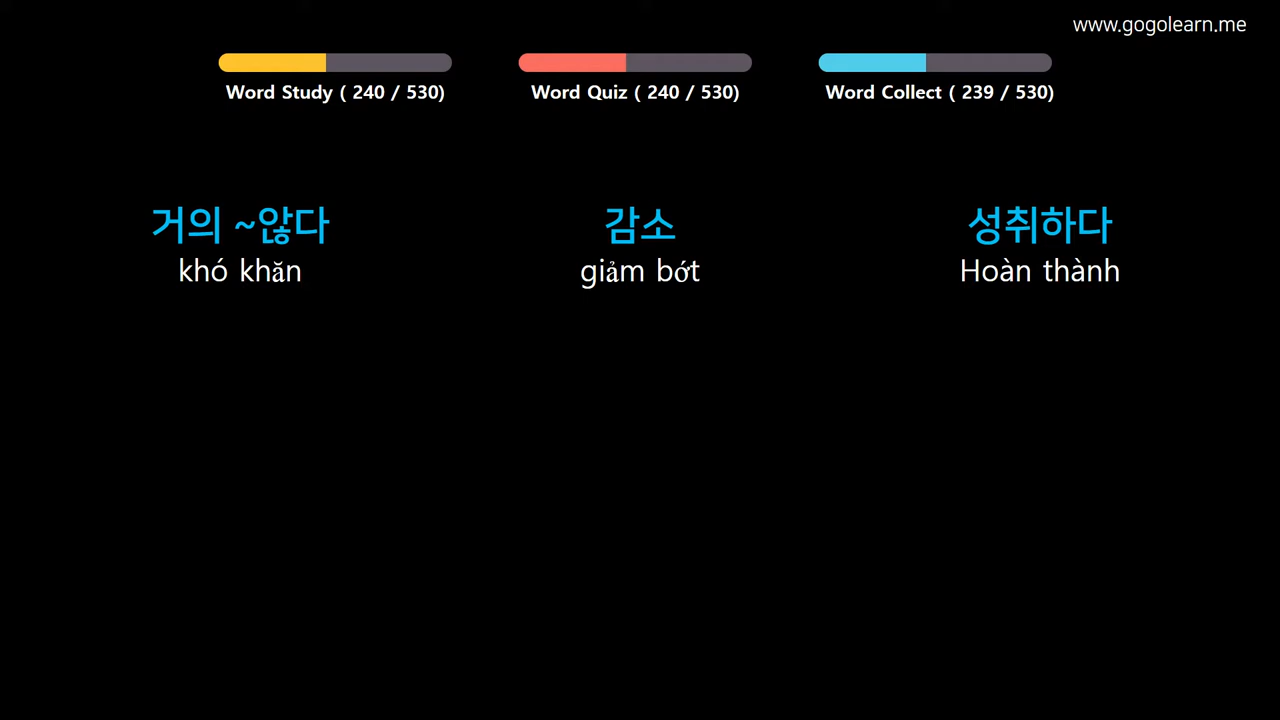 www.gogolearn.me
Word Study ( 240 / 530)
Word Quiz ( 240 / 530)
Word Collect ( 239 / 530)
거의 ~않다
khó khăn
감소
giảm bớt
성취하다
Hoàn thành